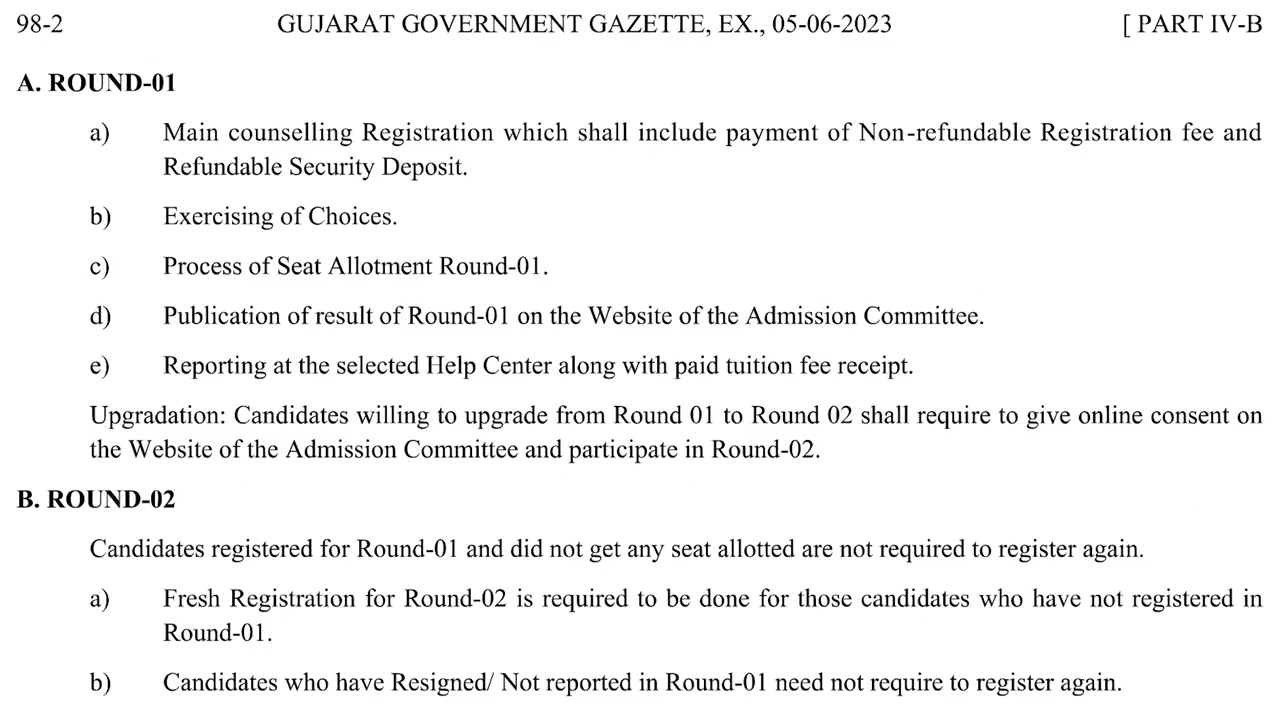 98-2 GUJARAT GOVERNMENT GAZETTE, EX., 05-06-2023 [ PART IV-B
A. ROUND-01
a) Main counselling Registration which shall include payment of Non-refundable Registration fee and
Refundable Security Deposit.
b) Exercising of Choices.
c) Process of Seat Allotment Round-01.
d) Publication of result of Round-01 on the Website of the Admission Committee.
e) Reporting at the selected Help Center along with paid tuition fee receipt.
Upgradation: Candidates willing to upgrade from Round 01 to Round 02 shall require to give online consent on
the Website of the Admission Committee and participate in Round-02.
B. ROUND-02
Candidates registered for Round-01 and did not get any seat allotted are not required to register again.
a) Fresh Registration for Round-02 is required to be done for those candidates who have not registered in
Round-01.
b) Candidates who have Resigned/ Not reported in Round-01 need not require to register again.